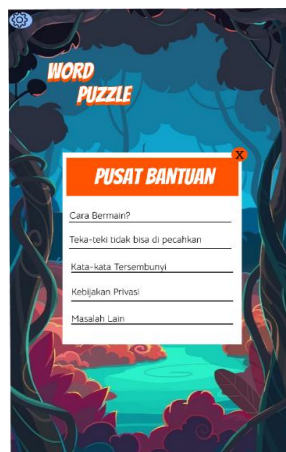 WORD
PUZZLE
X
PUSAT BANTUAN
Cara Bermain?
Teka-teki tidak bisa di pecahkan
Kata-kata Tersembunyi
Kebijakan Privasi
Masalah Lain